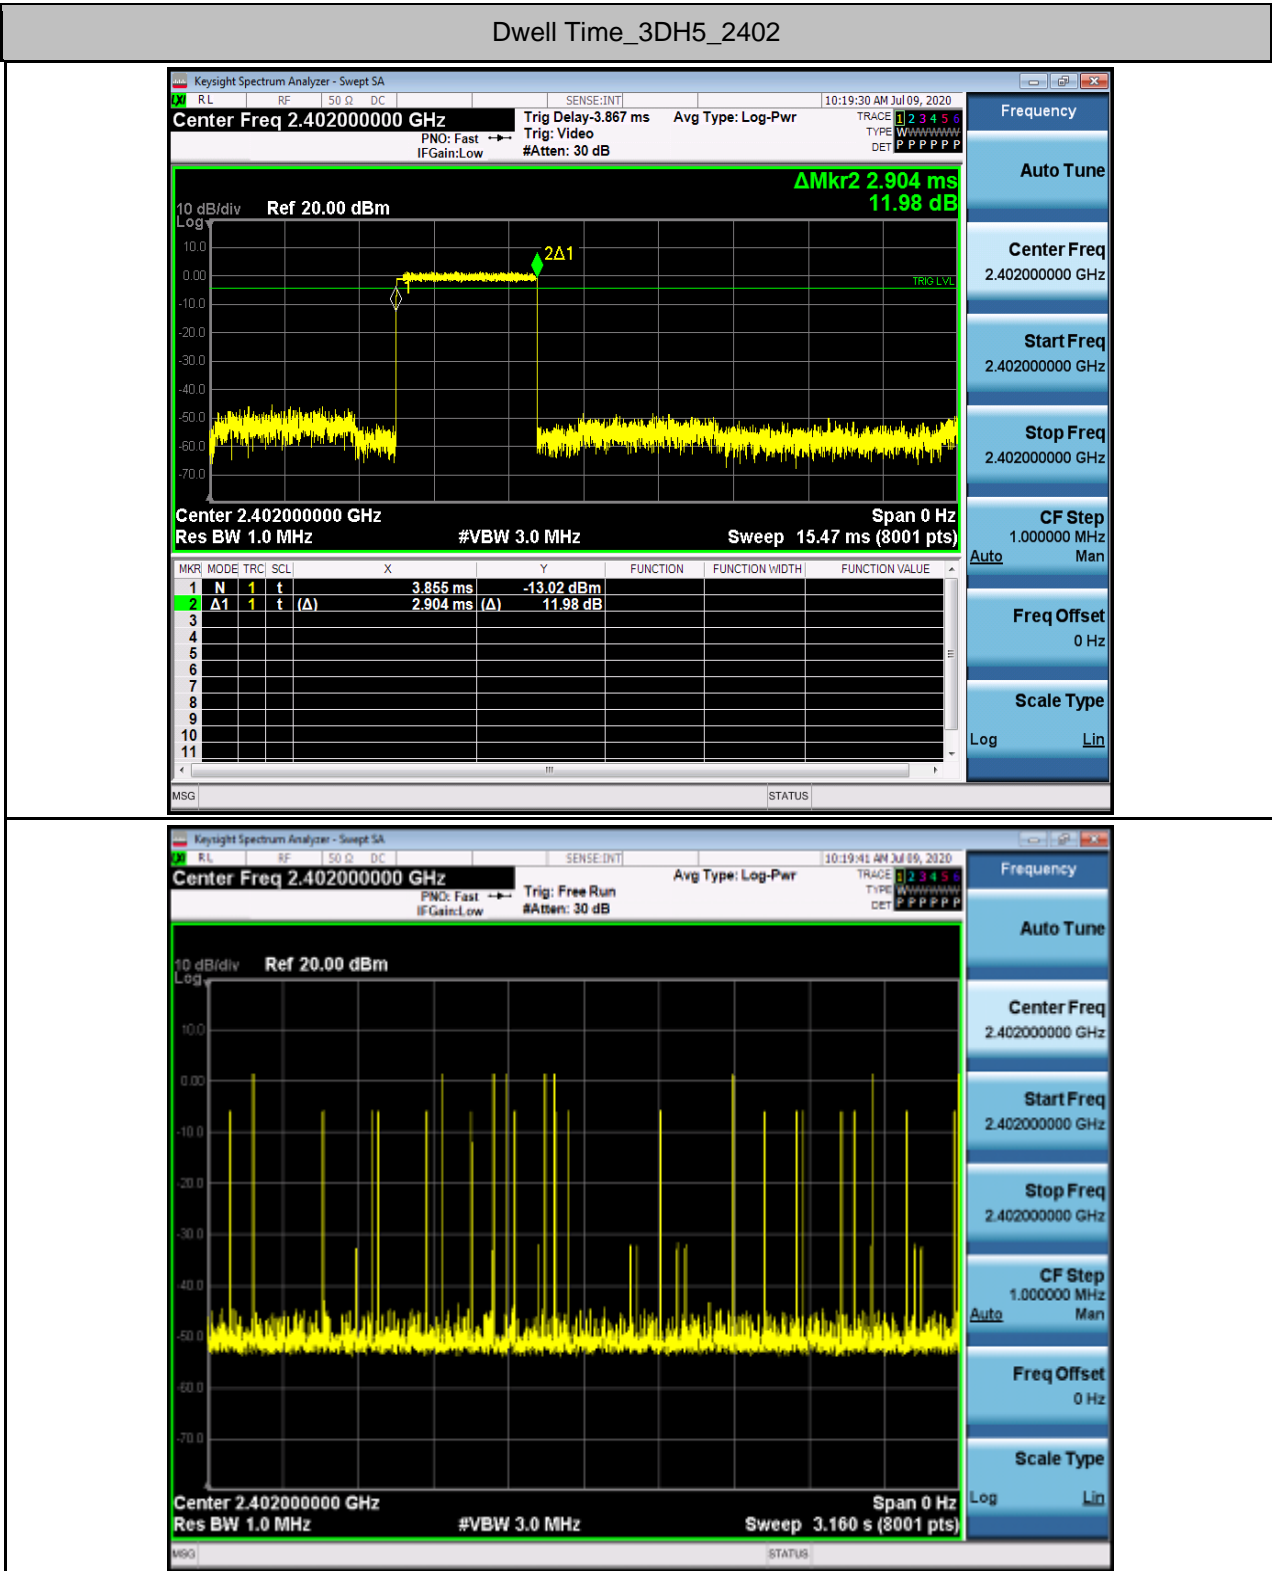 Dwell Time_3DH5_2402
Keysight Spectrum Analyzer - Swept SA
LXI RL RF 50 Ω DC SENSE:INT 10:19:30 AM Jul 09, 2020
Center Freq 2.402000000 GHz
PNO: Fast
IFGain:Low
Trig Delay-3.867 ms
Trig: Video
#Atten: 30 dB
Avg Type: Log-Pwr
TRACE 1 2 3 4 5 6
TYPE WWWWWW
DET P P P P P P
ΔMkr2 2.904 ms
11.98 dB
10 dB/div Ref 20.00 dBm
Log
10.0
0.00
-10.0
-20.0
-30.0
-40.0
-50.0
-60.0
-70.0
2Δ1
1
TRIG LVL
Center 2.402000000 GHz Span 0 Hz
Res BW 1.0 MHz #VBW 3.0 MHz Sweep 15.47 ms (8001 pts)
MKR MODE TRC SCL X Y FUNCTION FUNCTION WIDTH FUNCTION VALUE
1 N 1 t 3.855 ms -13.02 dBm
2 Δ1 1 t (Δ) 2.904 ms (Δ) 11.98 dB
3
4
5
6
7
8
9
10
11
MSG STATUS
Frequency
Auto Tune
Center Freq
2.402000000 GHz
Start Freq
2.402000000 GHz
Stop Freq
2.402000000 GHz
CF Step
1.000000 MHz
Auto Man
Freq Offset
0 Hz
Scale Type
Log Lin
Keysight Spectrum Analyzer - Swept SA
LXI RL RF 50 Ω DC SENSE:INT 10:19:41 AM Jul 09, 2020
Center Freq 2.402000000 GHz
PNO: Fast
IFGain:Low
Trig: Free Run
#Atten: 30 dB
Avg Type: Log-Pwr
TRACE 1 2 3 4 5 6
TYPE WWWWWW
DET P P P P P P
10 dB/div Ref 20.00 dBm
Log
10.0
0.00
-10.0
-20.0
-30.0
-40.0
-50.0
-60.0
-70.0
Center 2.402000000 GHz Span 0 Hz
Res BW 1.0 MHz #VBW 3.0 MHz Sweep 3.160 s (8001 pts)
MSG STATUS
Frequency
Auto Tune
Center Freq
2.402000000 GHz
Start Freq
2.402000000 GHz
Stop Freq
2.402000000 GHz
CF Step
1.000000 MHz
Auto Man
Freq Offset
0 Hz
Scale Type
Log Lin